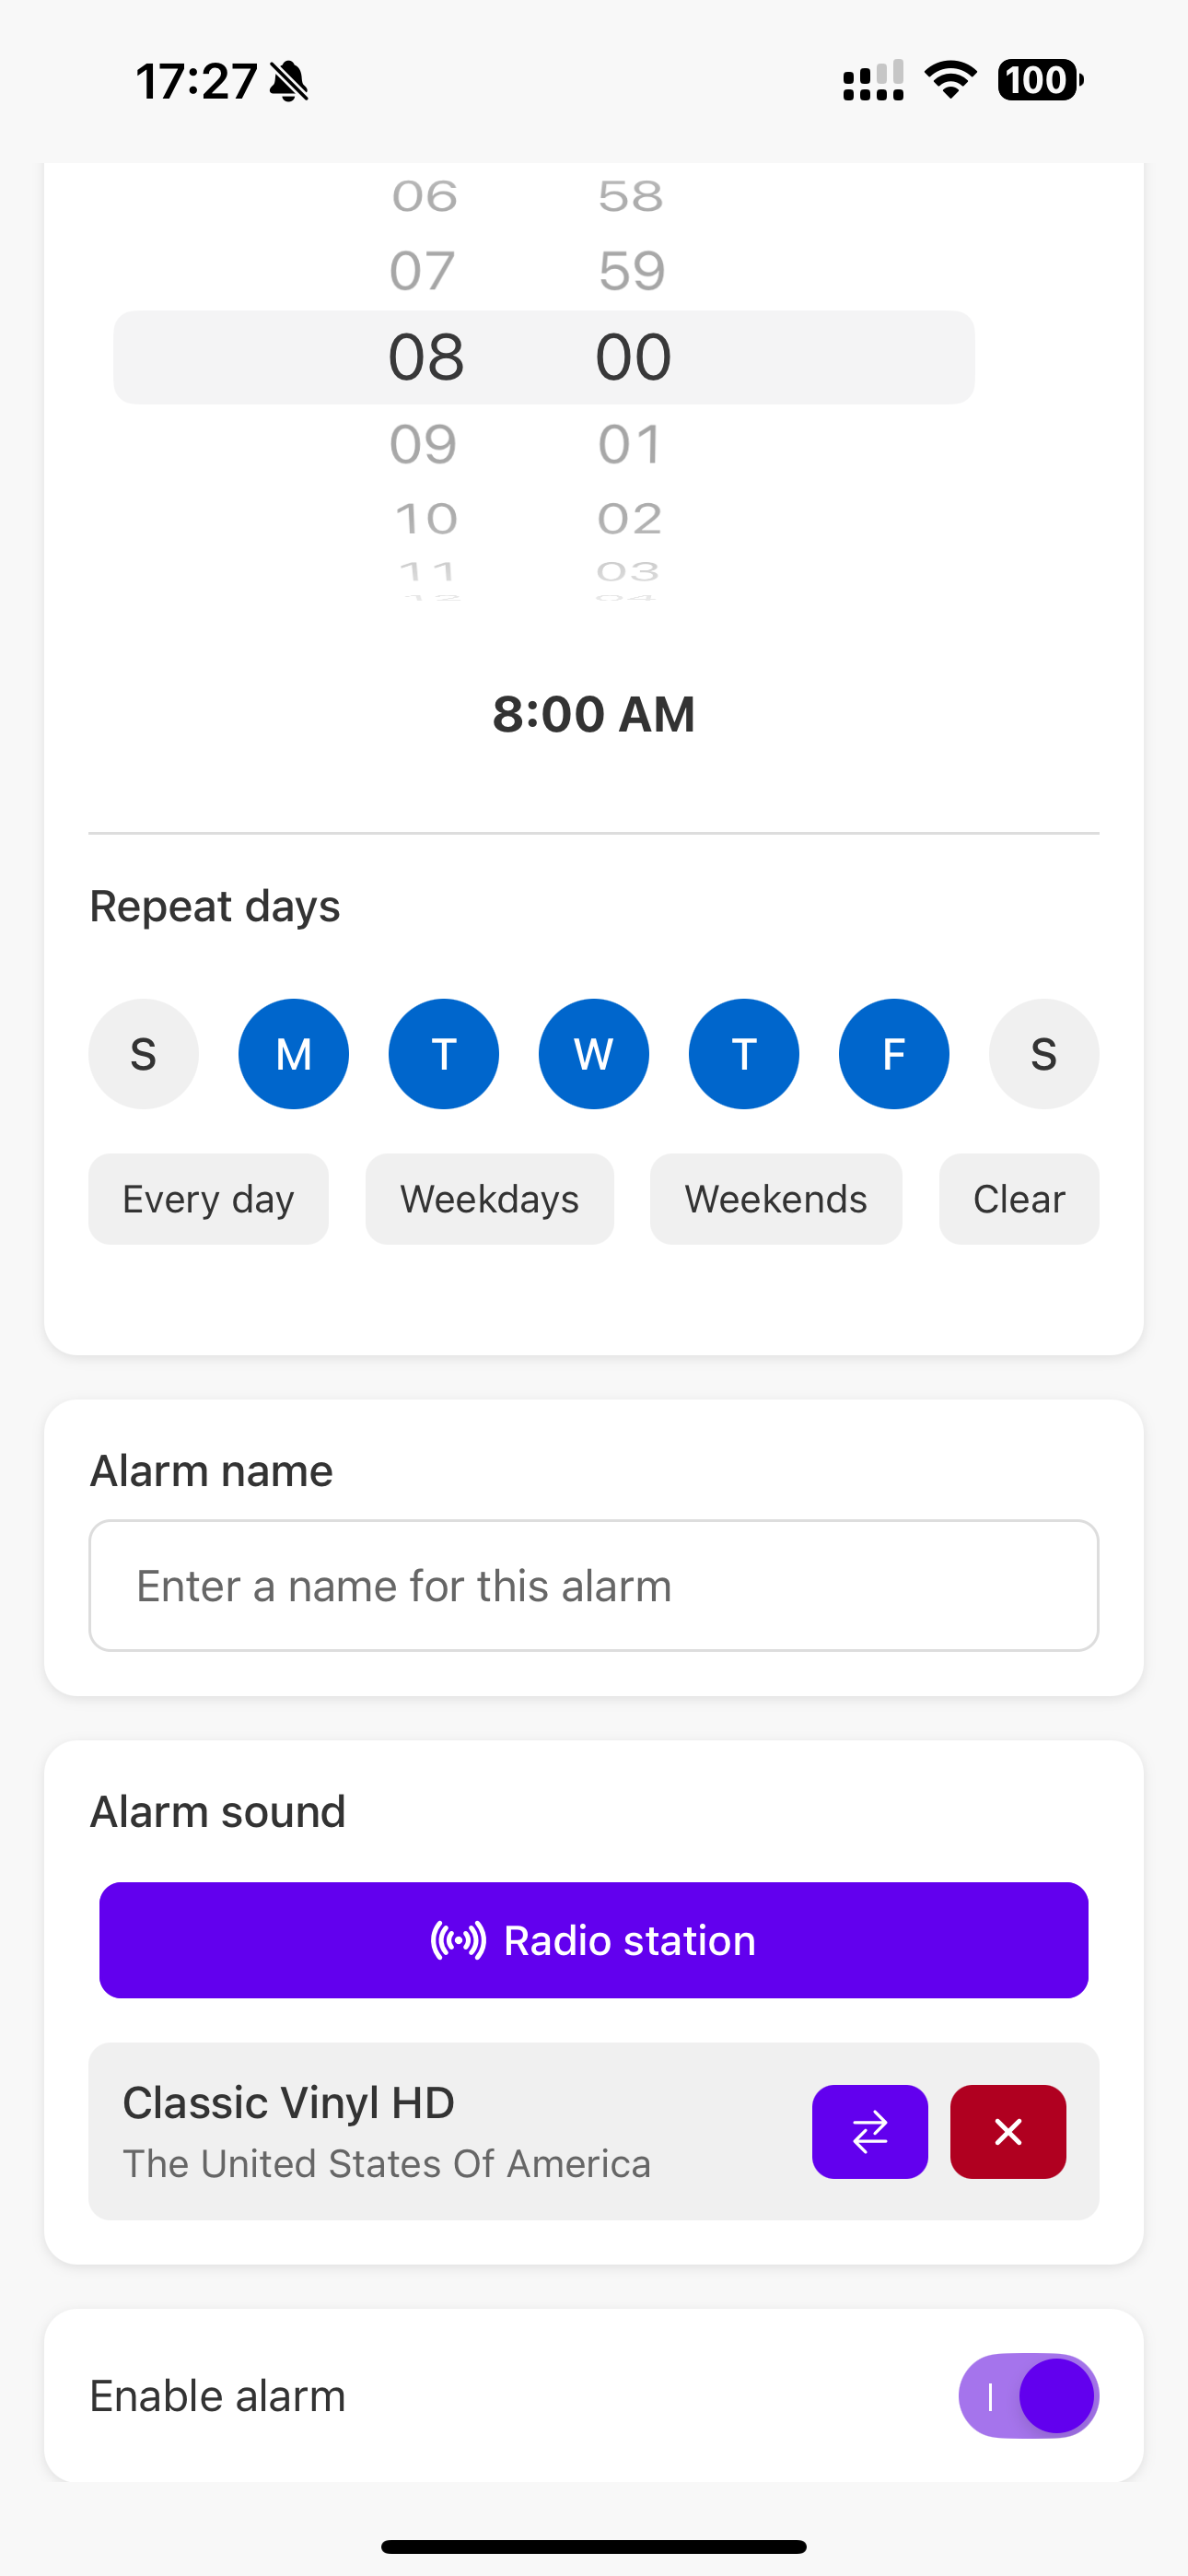 17:27
100
06 58
07 59
08 00
09 01
10 02
11 03
12 04
8:00 AM
Repeat days
S M T W T F S
Every day Weekdays Weekends Clear
Alarm name
Enter a name for this alarm
Alarm sound
Radio station
Classic Vinyl HD
The United States Of America
Enable alarm